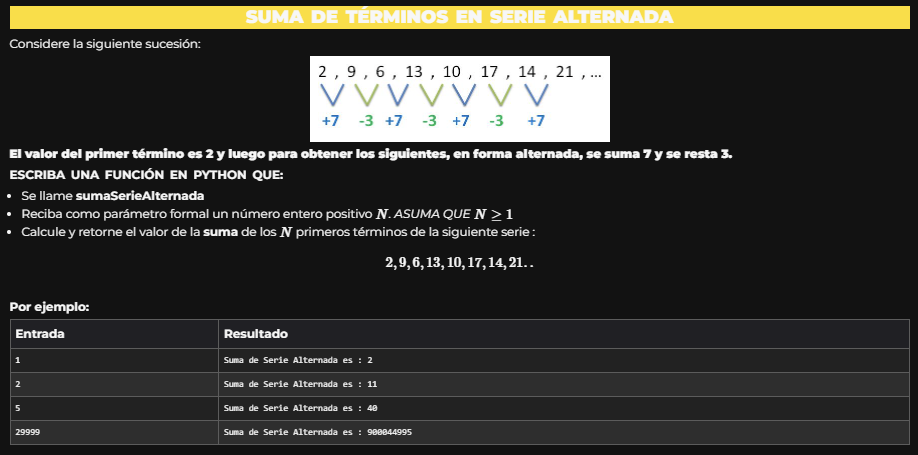 SUMA DE TÉRMINOS EN SERIE ALTERNADA
Considere la siguiente sucesión:
2 , 9 , 6 , 13 , 10 , 17 , 14 , 21 , ...
+7 -3 +7 -3 +7 -3 +7
El valor del primer término es 2 y luego para obtener los siguientes, en forma alternada, se suma 7 y se resta 3.
ESCRIBA UNA FUNCIÓN EN PYTHON QUE:
• Se llame sumaSerieAlternada
• Reciba como parámetro formal un número entero positivo N. ASUMA QUE N ≥ 1
• Calcule y retorne el valor de la suma de los N primeros términos de la siguiente serie :
2, 9, 6, 13, 10, 17, 14, 21. .
Por ejemplo:
Entrada Resultado
1 Suma de Serie Alternada es : 2
2 Suma de Serie Alternada es : 11
5 Suma de Serie Alternada es : 40
29999 Suma de Serie Alternada es : 900044995